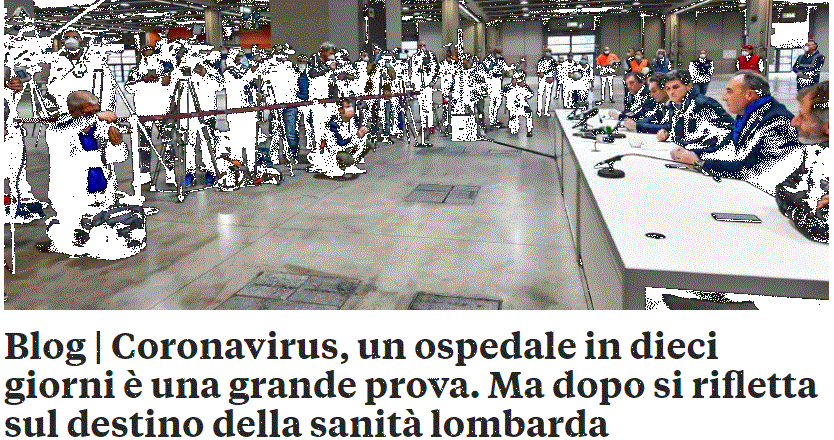 Blog | Coronavirus, un ospedale in dieci
giorni è una grande prova. Ma dopo si rifletta
sul destino della sanità lombarda